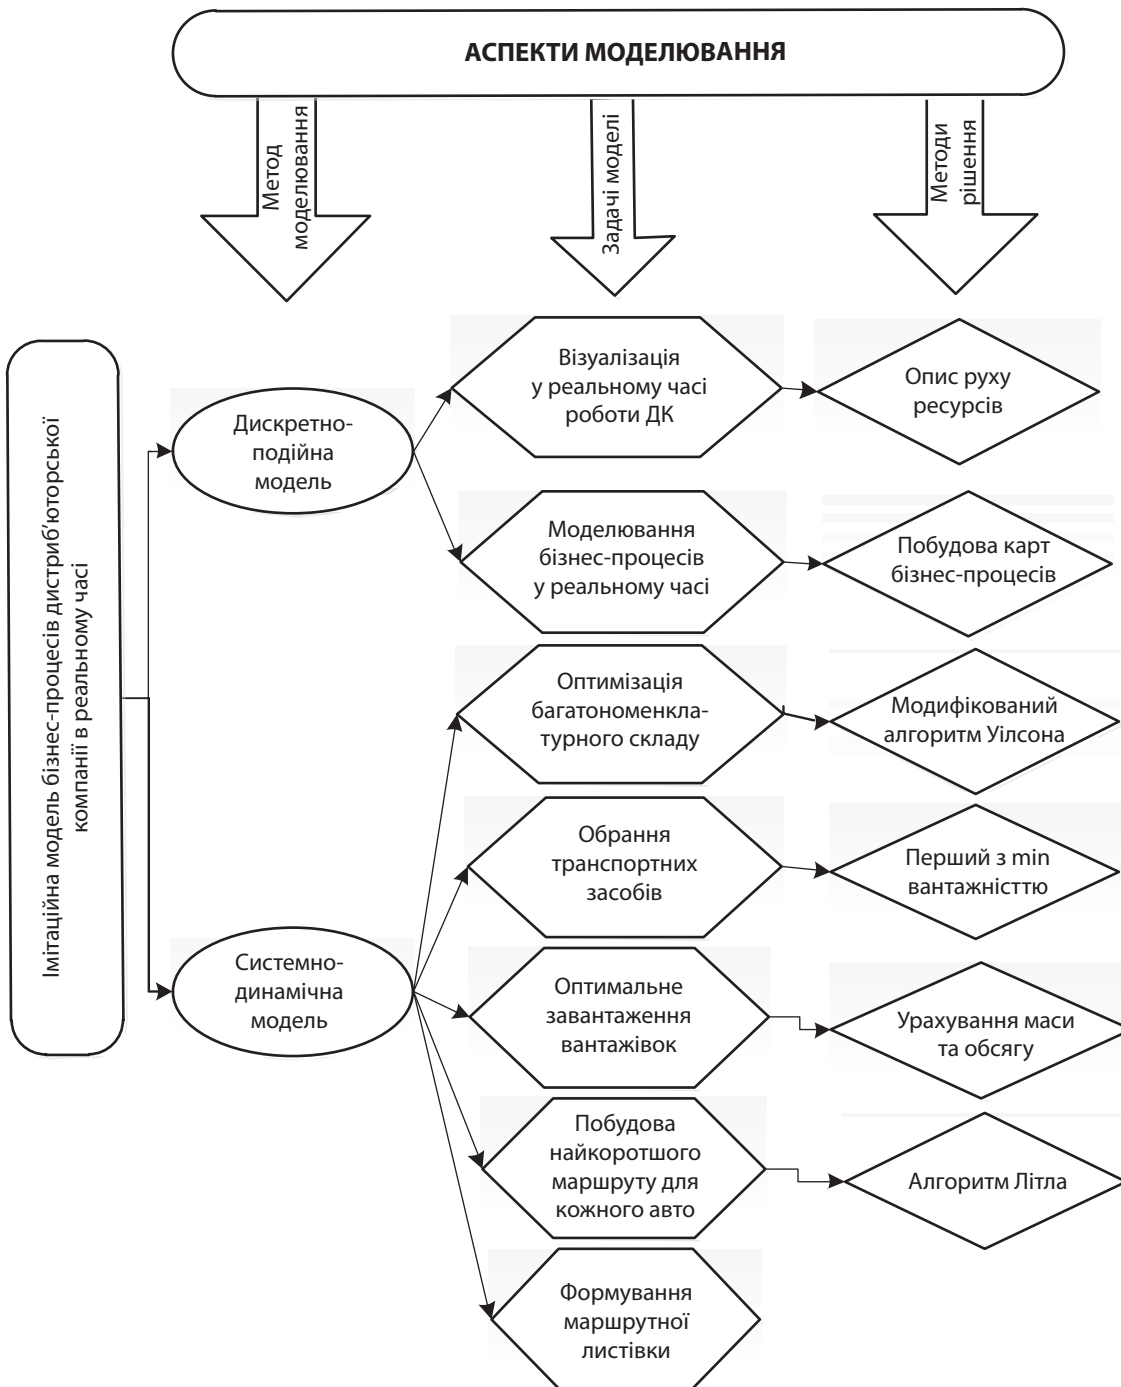 АСПЕКТИ МОДЕЛЮВАННЯ
Метод
моделювання
Задачі моделі
Методи
рішення
Імітаційна модель бізнес-процесів дистриб'юторської
компанії в реальному часі
Дискретно-
подійна
модель
Візуалізація
у реальному часі
роботи ДК
Опис руху
ресурсів
Моделювання
бізнес-процесів
у реальному часі
Побудова карт
бізнес-процесів
Оптимізація
багатономенкла-
турного складу
Модифікований
алгоритм Уілсона
Обрання
транспортних
засобів
Перший з min
вантажністтю
Системно-
динамічна
модель
Оптимальне
завантаження
вантажівок
Урахування маси
та обсягу
Побудова
найкоротшого
маршруту для
кожного авто
Алгоритм Літла
Формування
маршрутної
листівки